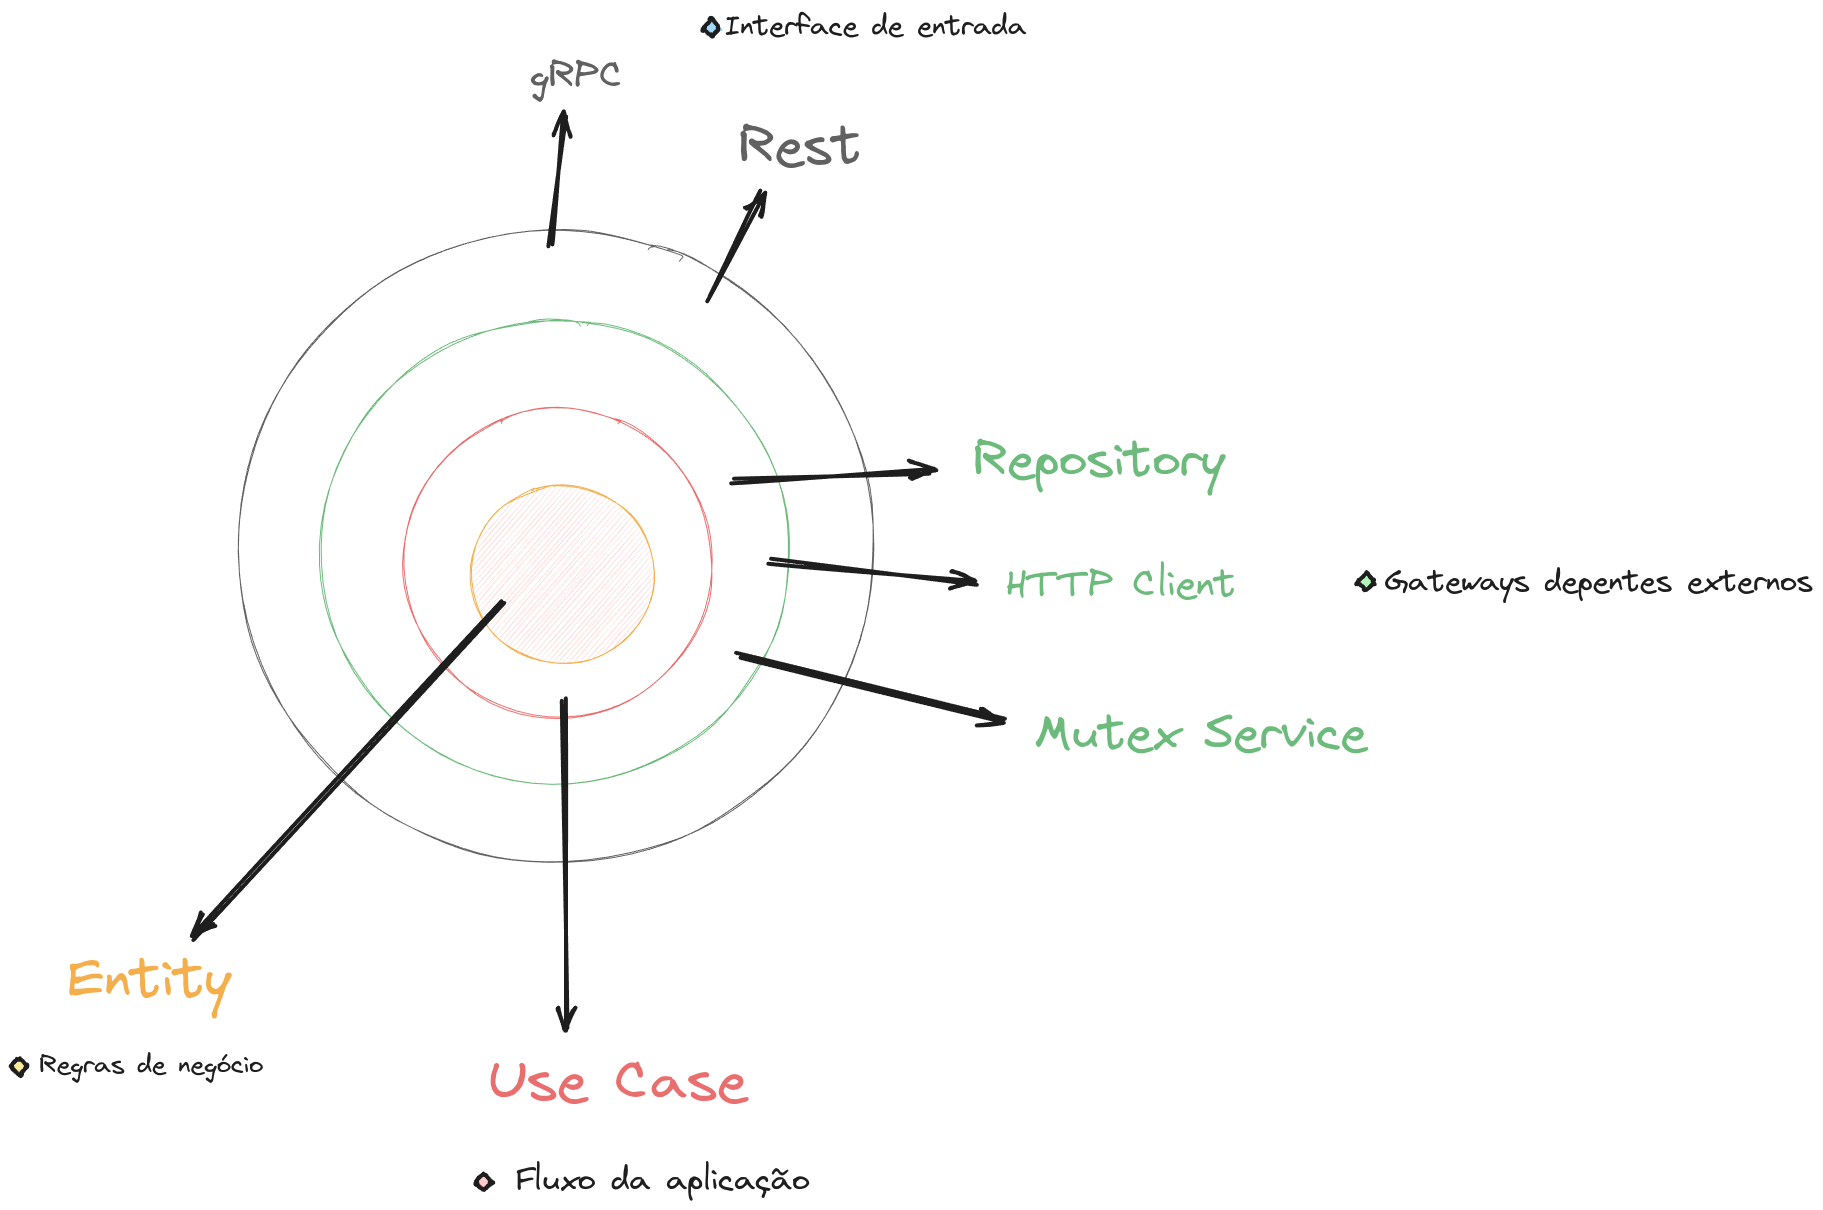 Interface de entrada
gRPC
Rest
Repository
HTTP Client
Gateways depentes externos
Mutex Service
Entity
Regras de negócio
Use Case
Fluxo da aplicação